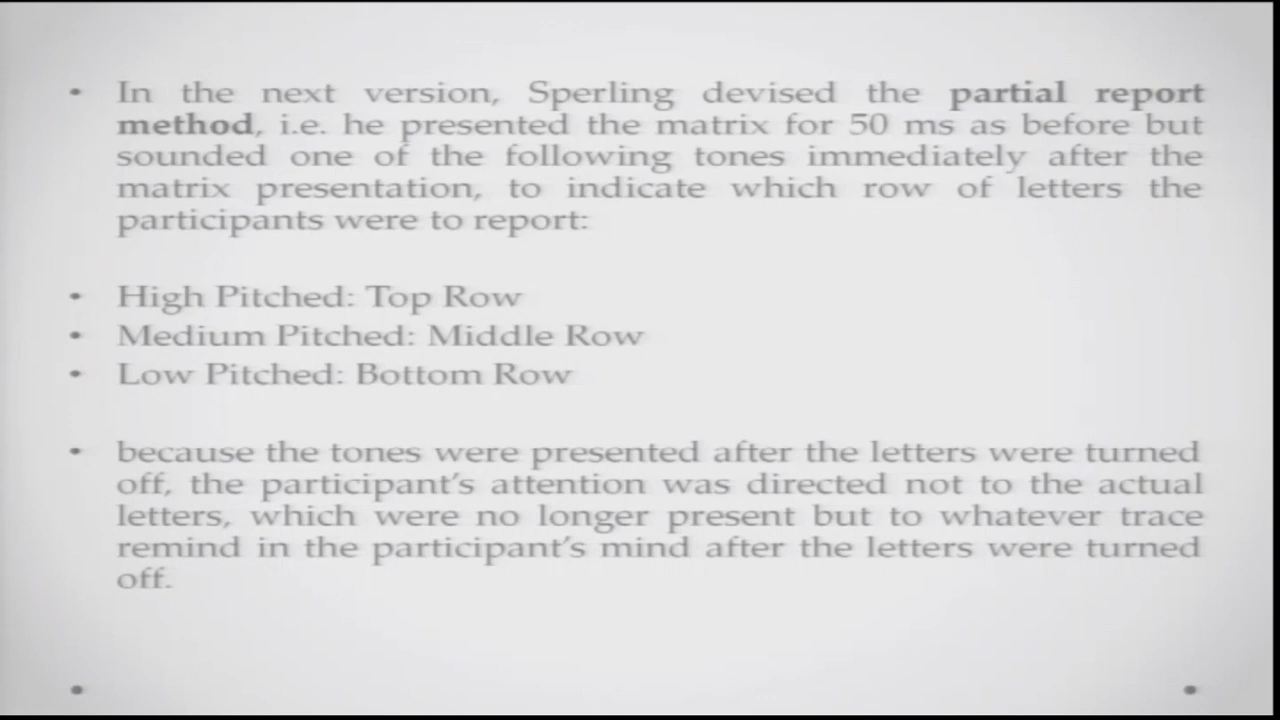 • In the next version, Sperling devised the partial report
method, i.e. he presented the matrix for 50 ms as before but
sounded one of the following tones immediately after the
matrix presentation, to indicate which row of letters the
participants were to report:
• High Pitched: Top Row
• Medium Pitched: Middle Row
• Low Pitched: Bottom Row
• because the tones were presented after the letters were turned
off, the participant's attention was directed not to the actual
letters, which were no longer present but to whatever trace
remind in the participant's mind after the letters were turned
off.